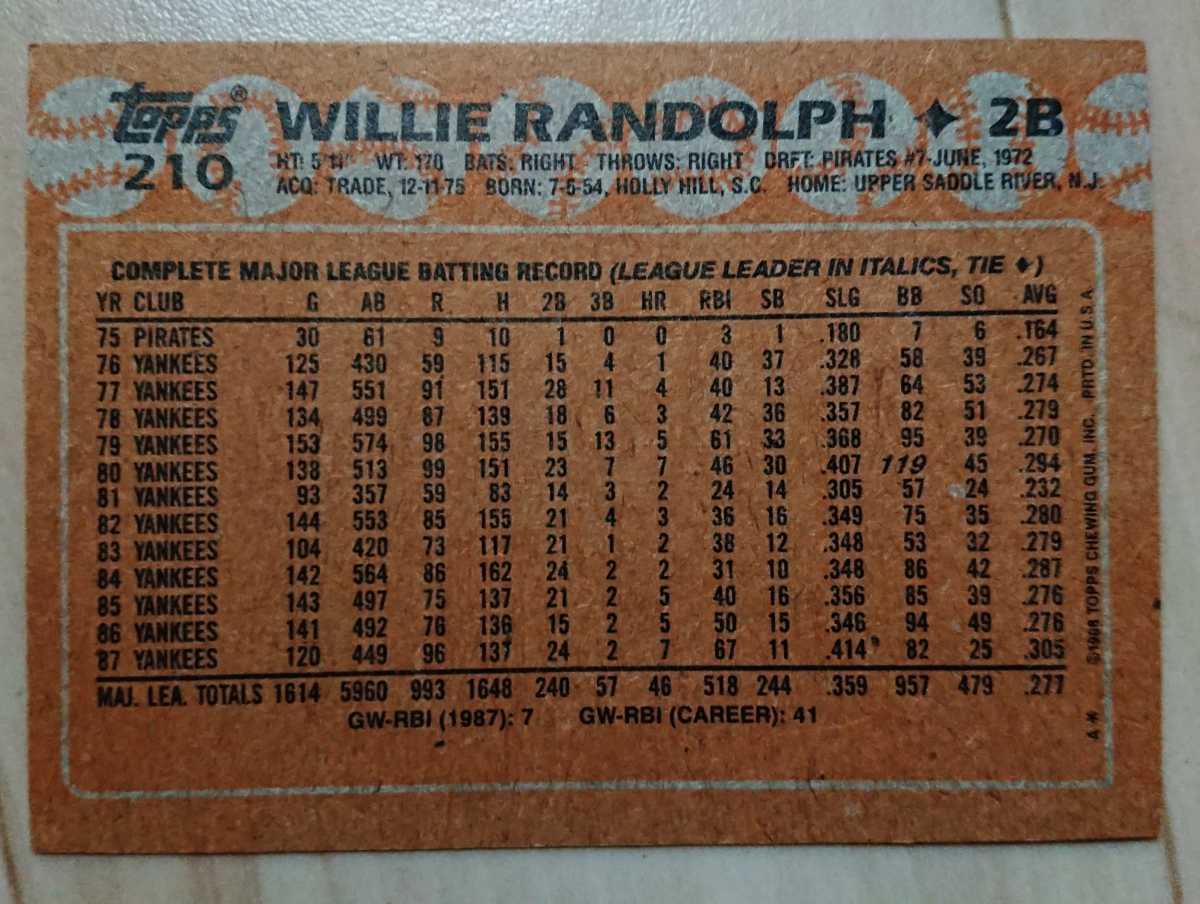 topps® WILLIE RANDOLPH ✦ 2B
210 HT: 5'11" WT: 170 BATS: RIGHT THROWS: RIGHT DRFT: PIRATES #7-JUNE, 1972
ACQ: TRADE, 12-11-75 BORN: 7-6-54, HOLLY HILL, S.C. HOME: UPPER SADDLE RIVER, N.J.
COMPLETE MAJOR LEAGUE BATTING RECORD (LEAGUE LEADER IN ITALICS, TIE ♦)
YR CLUB G AB R H 2B 3B HR RBI SB SLG BB SO AVG
75 PIRATES 30 61 9 10 1 0 0 3 1 .180 7 6 .164
76 YANKEES 125 430 59 115 15 4 1 40 37 .328 58 39 .267
77 YANKEES 147 551 91 151 28 11 4 40 13 .387 64 53 .274
78 YANKEES 134 499 87 139 18 6 3 42 36 .357 82 51 .279
79 YANKEES 153 574 98 155 15 13 5 61 33 .368 95 39 .270
80 YANKEES 138 513 99 151 23 7 7 46 30 .407 119 45 .294
81 YANKEES 93 357 59 83 14 3 2 24 14 .305 57 24 .232
82 YANKEES 144 553 85 155 21 4 3 36 16 .349 75 35 .280
83 YANKEES 104 420 73 117 21 1 2 38 12 .348 53 32 .279
84 YANKEES 142 564 86 162 24 2 2 31 10 .348 86 42 .287
85 YANKEES 143 497 75 137 21 2 5 40 16 .356 85 39 .276
86 YANKEES 141 492 76 136 15 2 5 50 15 .346 94 49 .276
87 YANKEES 120 449 96 137 24 2 7 67 11 .414 82 25 .305
MAJ. LEA. TOTALS 1614 5960 993 1648 240 57 46 518 244 .359 957 479 .277
GW-RBI (1987): 7 GW-RBI (CAREER): 41
A* ©1988 TOPPS CHEWING GUM, INC. PRTD. IN U.S.A.